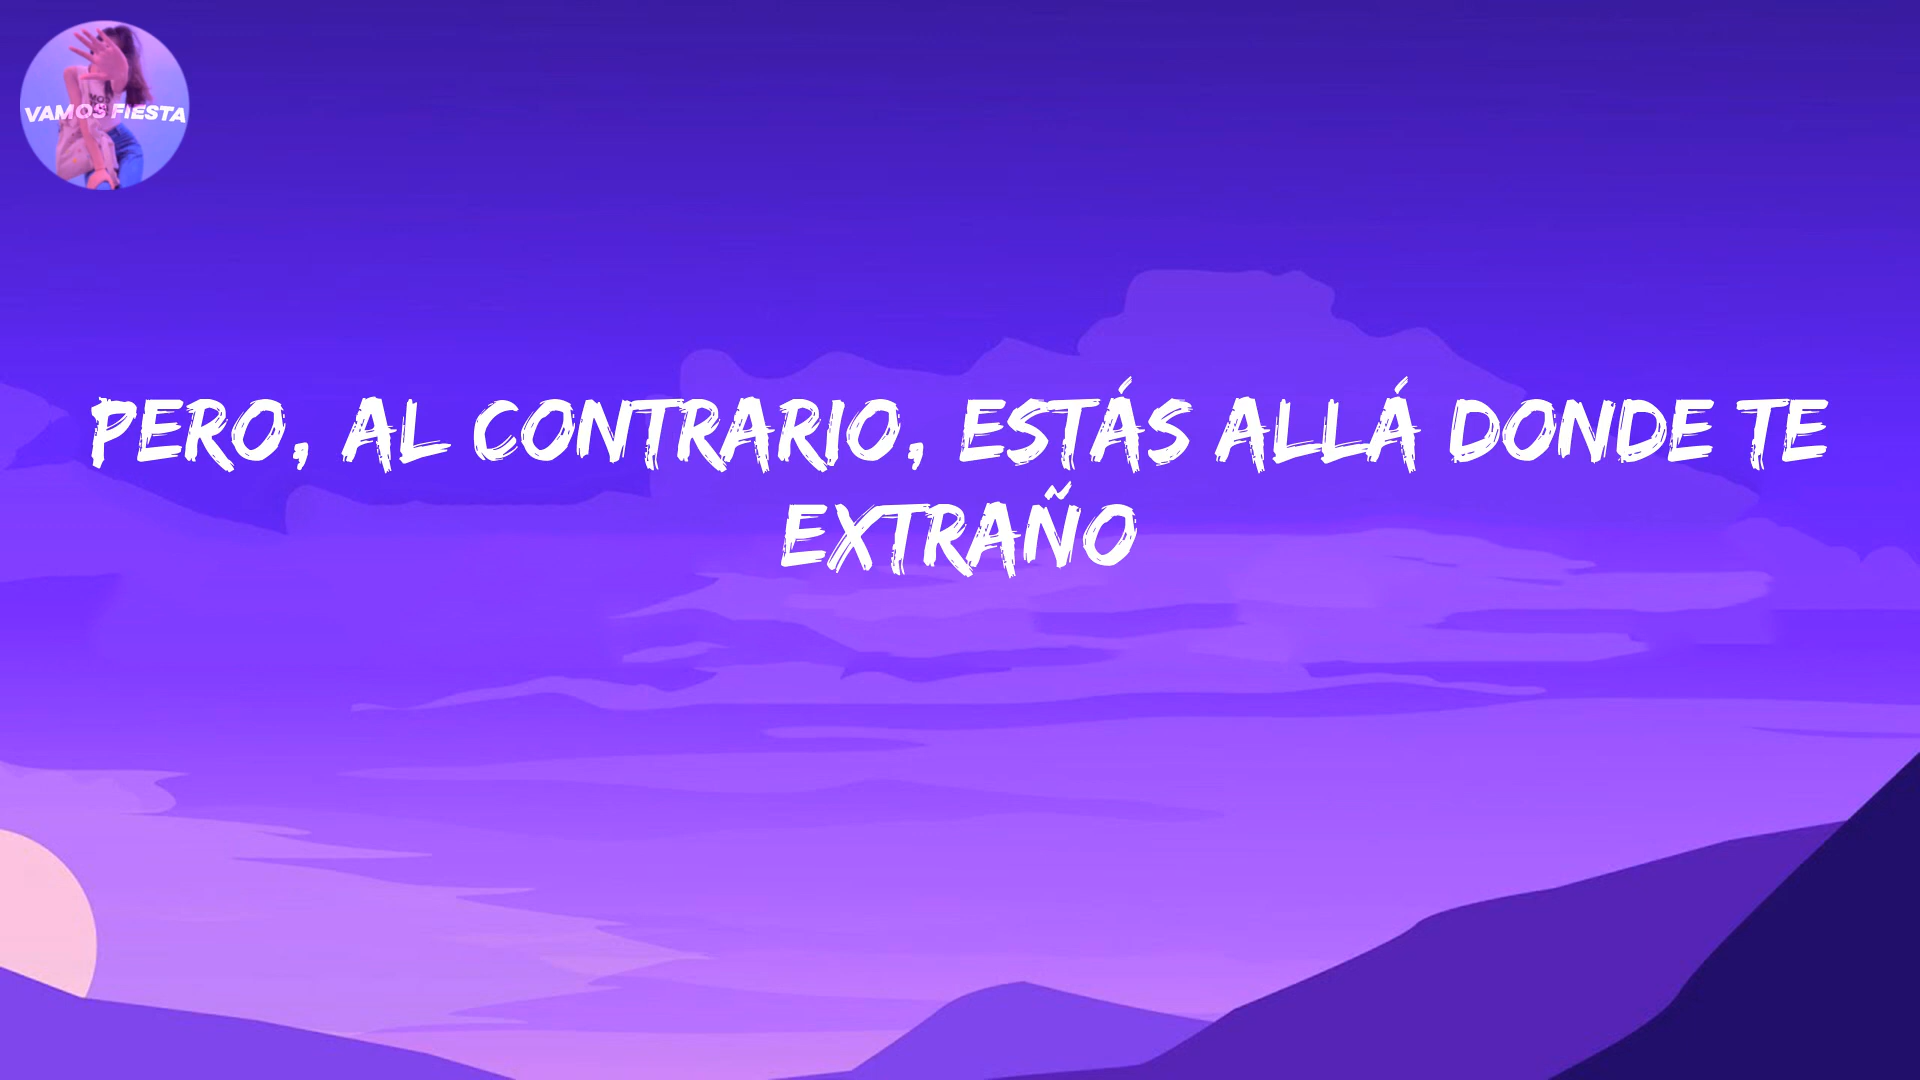 VAMOS FIESTA
PERO, AL CONTRARIO, ESTÁS ALLÁ DONDE TE
EXTRAÑO